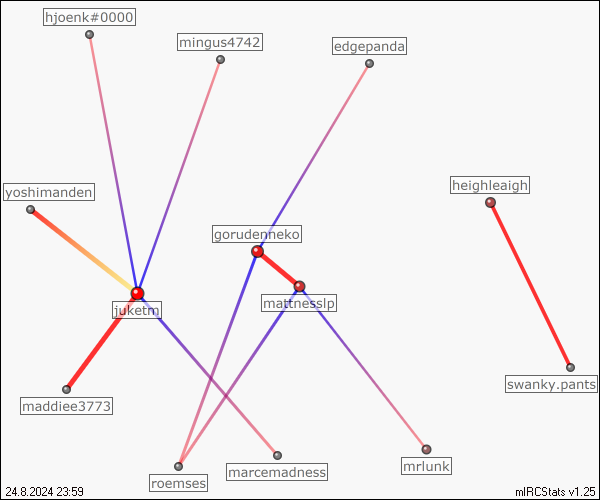 hjoenk#0000
mingus4742
edgepanda
yoshimanden
heighleaigh
gorudenneko
mattnesslp
juketm
swanky.pants
maddiee3773
mrlunk
marcemadness
roemses
24.8.2024 23:59
mIRCStats v1.25